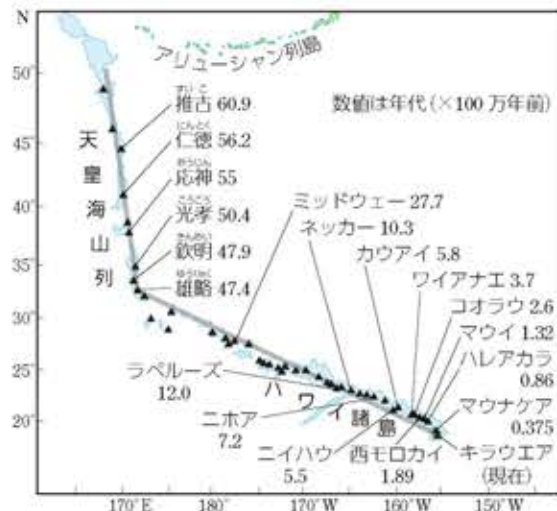 N
アリューシャン列島
50°
数値は年代(×100万年前)
すいこ
推古 60.9
45°
にんとく
仁徳 56.2
天皇海山列
おうじん
応神 55
40°
こうこう
光孝 50.4
ミッドウェー 27.7
ネッカー 10.3
きんめい
欽明 47.9
カウアイ 5.8
35°
ゆうりゃく
雄略 47.4
ワイアナエ 3.7
コオラウ 2.6
30°
マウイ 1.32
ハレアカラ
0.86
25°
ラペルーズ
12.0
ハワイ諸島
マウナケア
0.375
20°
ニホア
7.2
ニイハウ
5.5
西モロカイ
1.89
キラウエア
(現在)
170°E
180°
170°W
160°W
150°W